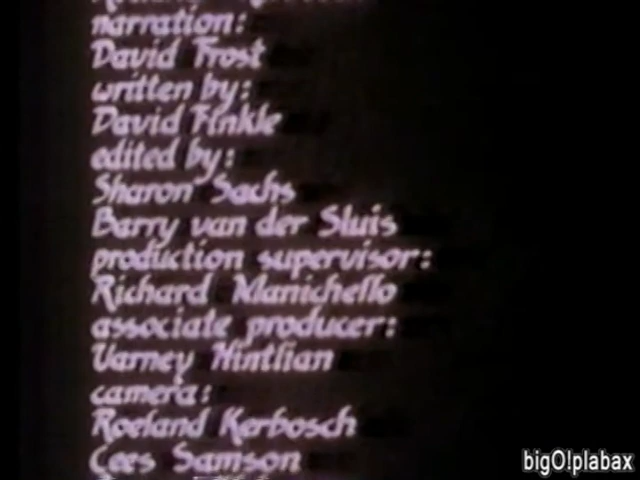 narration:
David Frost
written by:
David Finkle
edited by:
Sharon Sachs
Barry van der Sluis
production supervisor:
Richard Manichello
associate producer:
Varney Hintlian
camera:
Roeland Kerbosch
Cees Samson
bigO!plabax